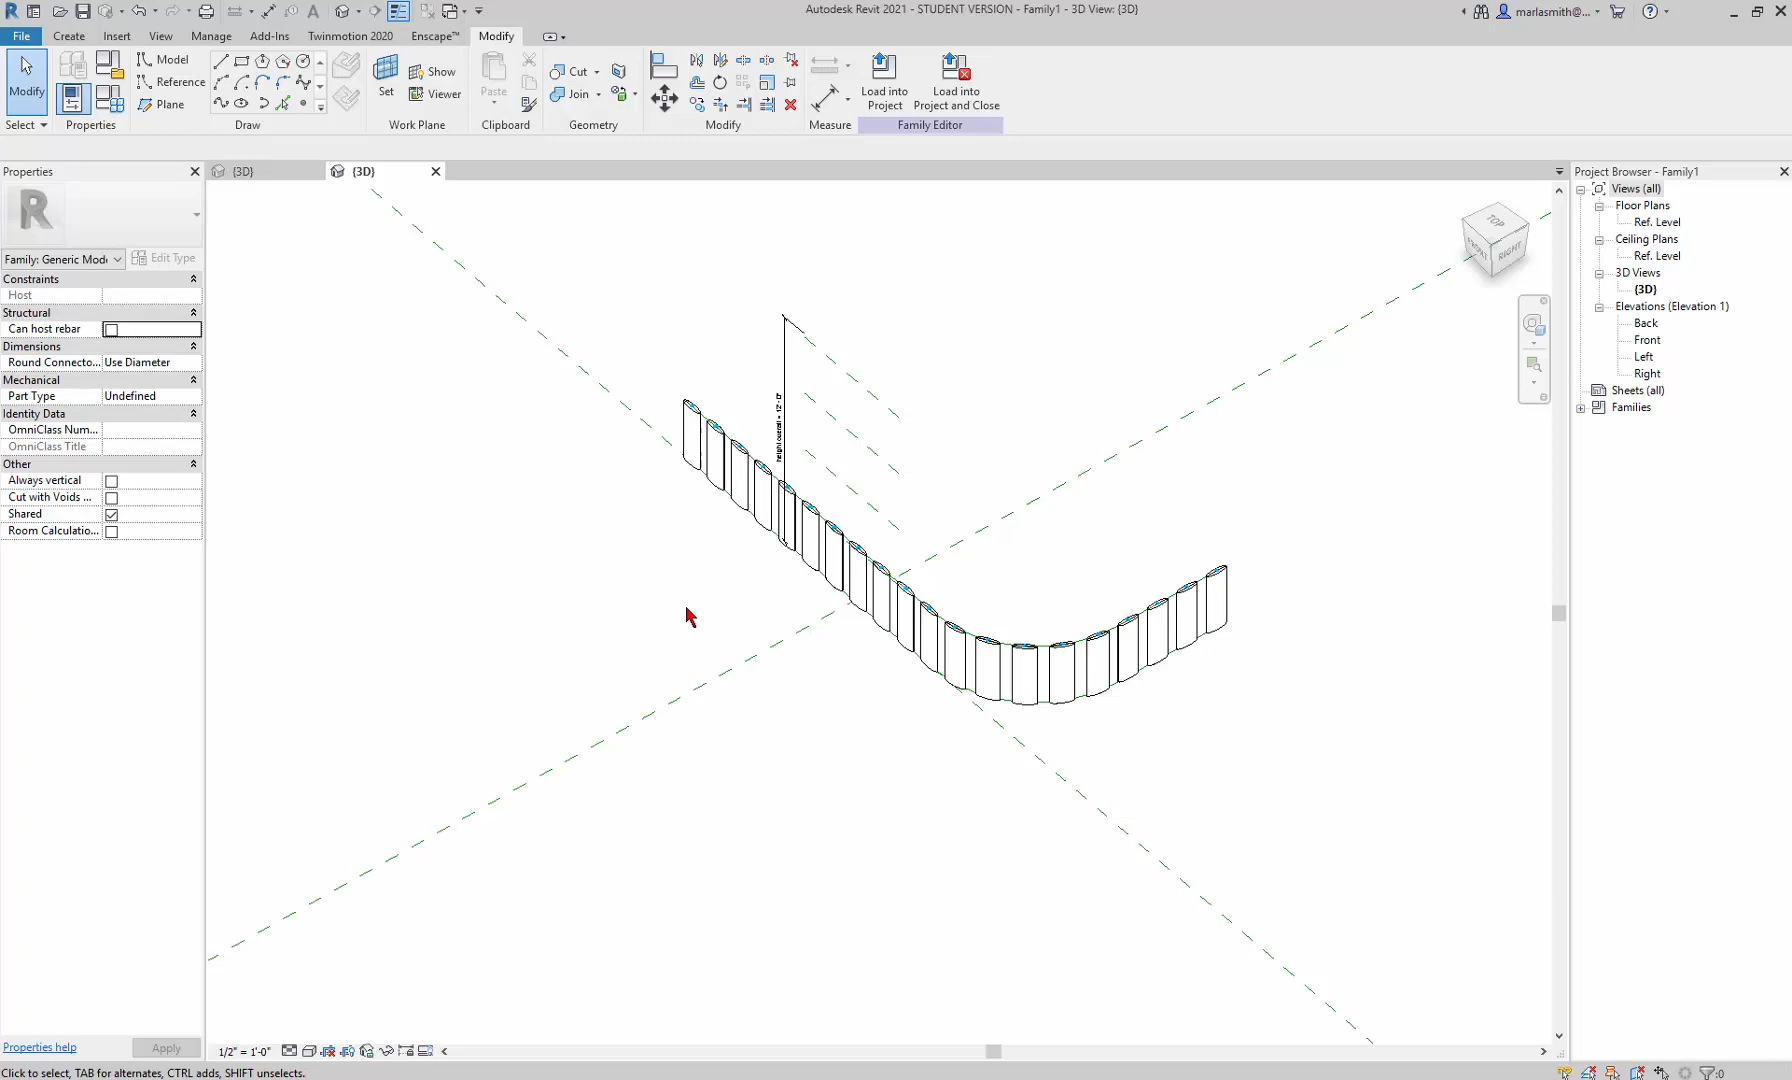 Autodesk Revit 2021 - STUDENT VERSION - Family1 - 3D View: {3D}
marlasmith@...
File Create Insert View Manage Add-Ins Twinmotion 2020 Enscape™ Modify
Modify
Model
Reference
Plane
Set
Show
Viewer
Paste
Cut
Join
Load into Project
Load into Project and Close
Select Properties Draw Work Plane Clipboard Geometry Modify Measure Family Editor
Properties
{3D}
{3D}
Project Browser - Family1
R
Family: Generic Mode
Edit Type
Constraints
Host
Structural
Can host rebar
Dimensions
Round Connecto... Use Diameter
Mechanical
Part Type Undefined
Identity Data
OmniClass Num...
OmniClass Title
Other
Always vertical
Cut with Voids ...
Shared
Room Calculatio...
Properties help
Apply
height overall = 12' - 0"
TOP
FRONT
RIGHT
Views (all)
Floor Plans
Ref. Level
Ceiling Plans
Ref. Level
3D Views
{3D}
Elevations (Elevation 1)
Back
Front
Left
Right
Sheets (all)
Families
1/2" = 1'-0"
Click to select, TAB for alternates, CTRL adds, SHIFT unselects.
:0